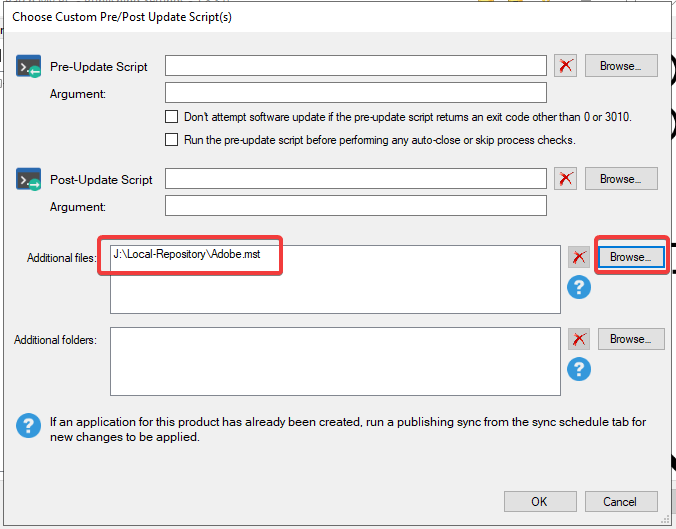 Choose Custom Pre/Post Update Script(s)
Pre-Update Script
Browse...
Argument:
Don't attempt software update if the pre-update script returns an exit code other than 0 or 3010.
Run the pre-update script before performing any auto-close or skip process checks.
Post-Update Script
Browse...
Argument:
Additional files:
J:\Local-Repository\Adobe.mst
Browse...
?
Additional folders:
Browse...
?
?
If an application for this product has already been created, run a publishing sync from the sync schedule tab for
new changes to be applied.
OK
Cancel